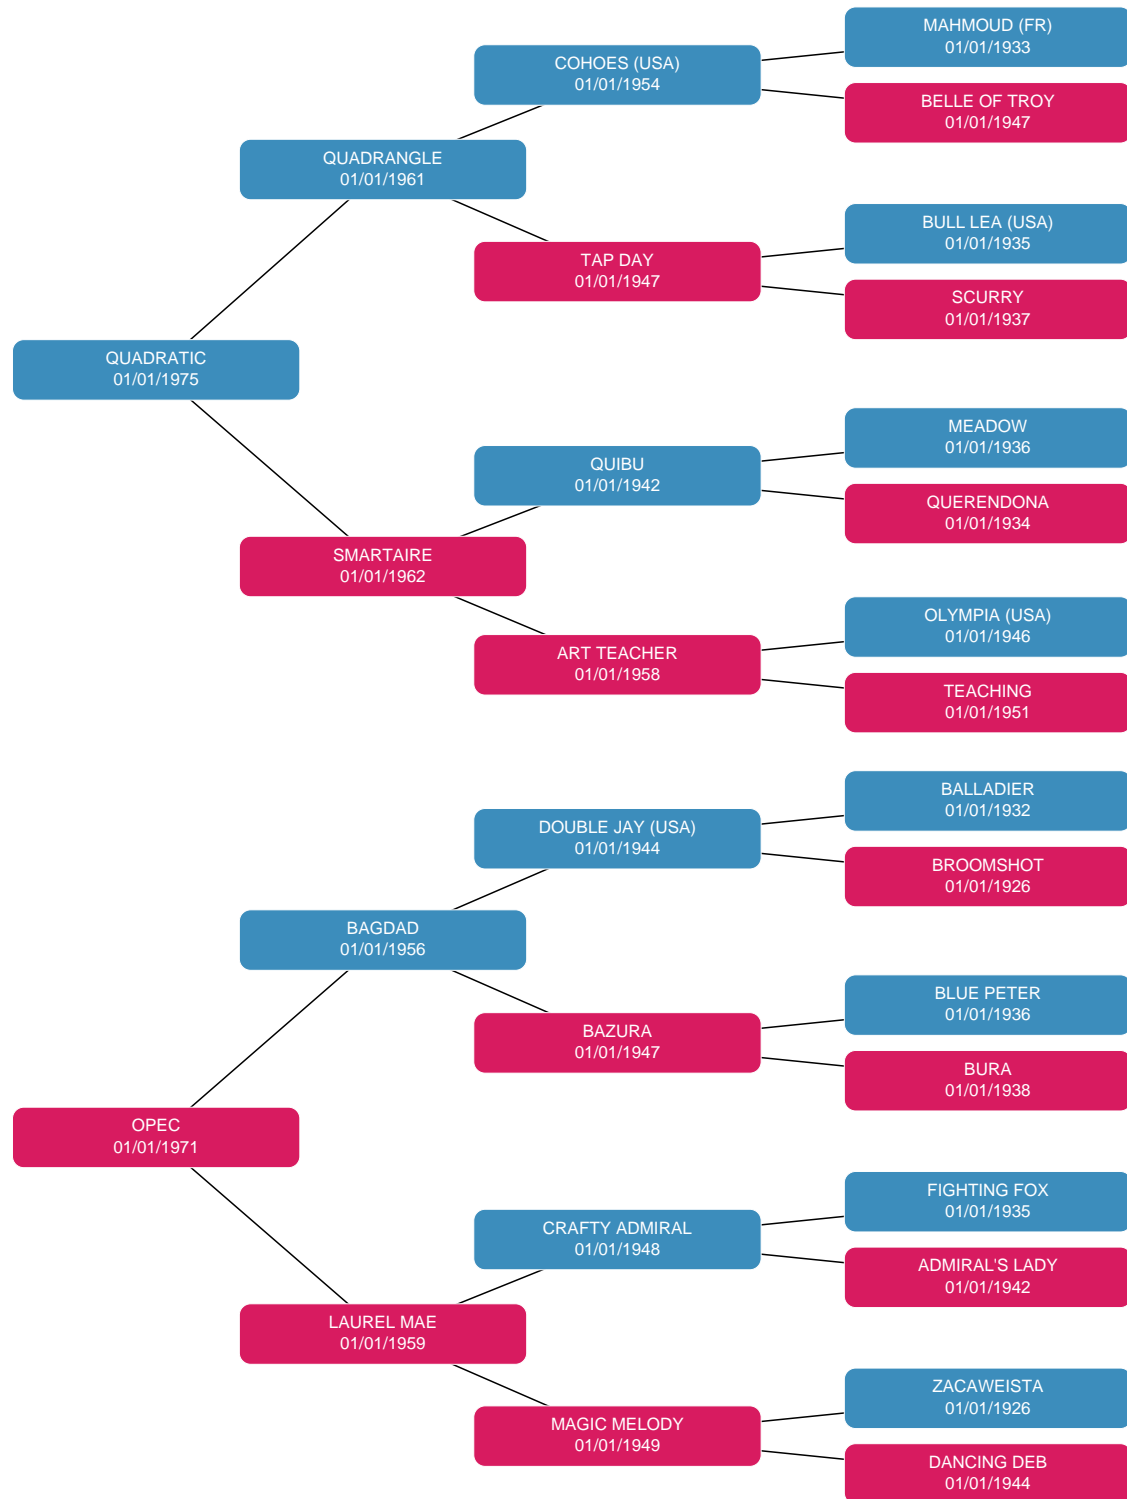 MAHMOUD (FR)
01/01/1933
COHOES (USA)
01/01/1954
BELLE OF TROY
01/01/1947
QUADRANGLE
01/01/1961
BULL LEA (USA)
01/01/1935
TAP DAY
01/01/1947
SCURRY
01/01/1937
QUADRATIC
01/01/1975
MEADOW
01/01/1936
QUIBU
01/01/1942
QUERENDONA
01/01/1934
SMARTAIRE
01/01/1962
OLYMPIA (USA)
01/01/1946
ART TEACHER
01/01/1958
TEACHING
01/01/1951
BALLADIER
01/01/1932
DOUBLE JAY (USA)
01/01/1944
BROOMSHOT
01/01/1926
BAGDAD
01/01/1956
BLUE PETER
01/01/1936
BAZURA
01/01/1947
BURA
01/01/1938
OPEC
01/01/1971
FIGHTING FOX
01/01/1935
CRAFTY ADMIRAL
01/01/1948
ADMIRAL'S LADY
01/01/1942
LAUREL MAE
01/01/1959
ZACAWEISTA
01/01/1926
MAGIC MELODY
01/01/1949
DANCING DEB
01/01/1944